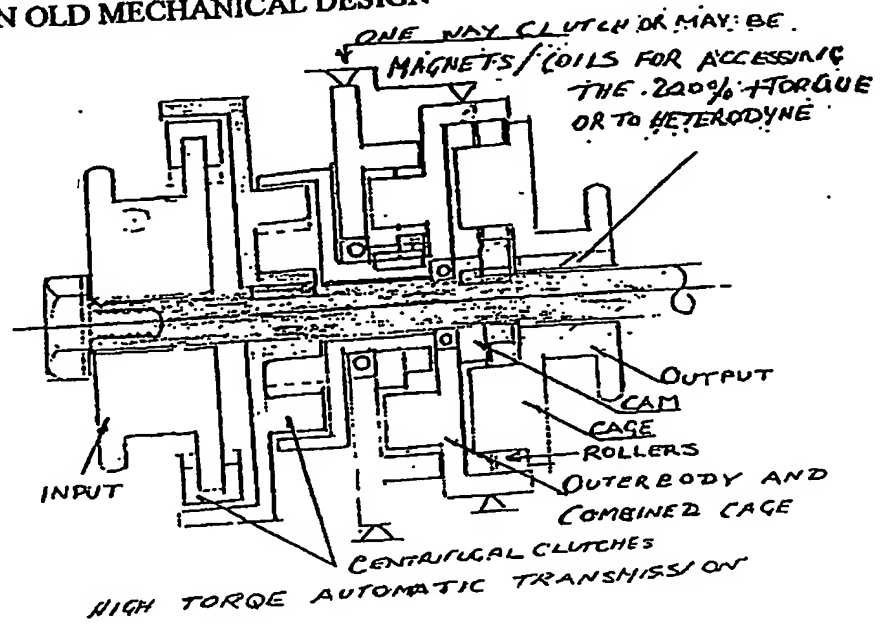 N OLD MECHANICAL DESIGN
ONE WAY CLUTCH OR MAY BE
MAGNETS/COILS FOR ACCESSING
THE .200% +TORQUE
OR TO HETERODYNE
OUTPUT
CAM
CAGE
ROLLERS
INPUT
OUTERBODY AND
COMBINED CAGE
CENTRIFUGAL CLUTCHES
HIGH TORQE AUTOMATIC TRANSMISSION